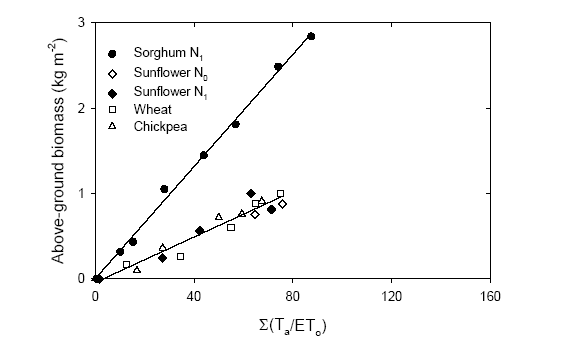 3
2
1
0
Above-ground biomass (kg m⁻²)
Sorghum N₁
Sunflower N₀
Sunflower N₁
Wheat
Chickpea
0 40 80 120 160
Σ(Tₐ/ETₒ)